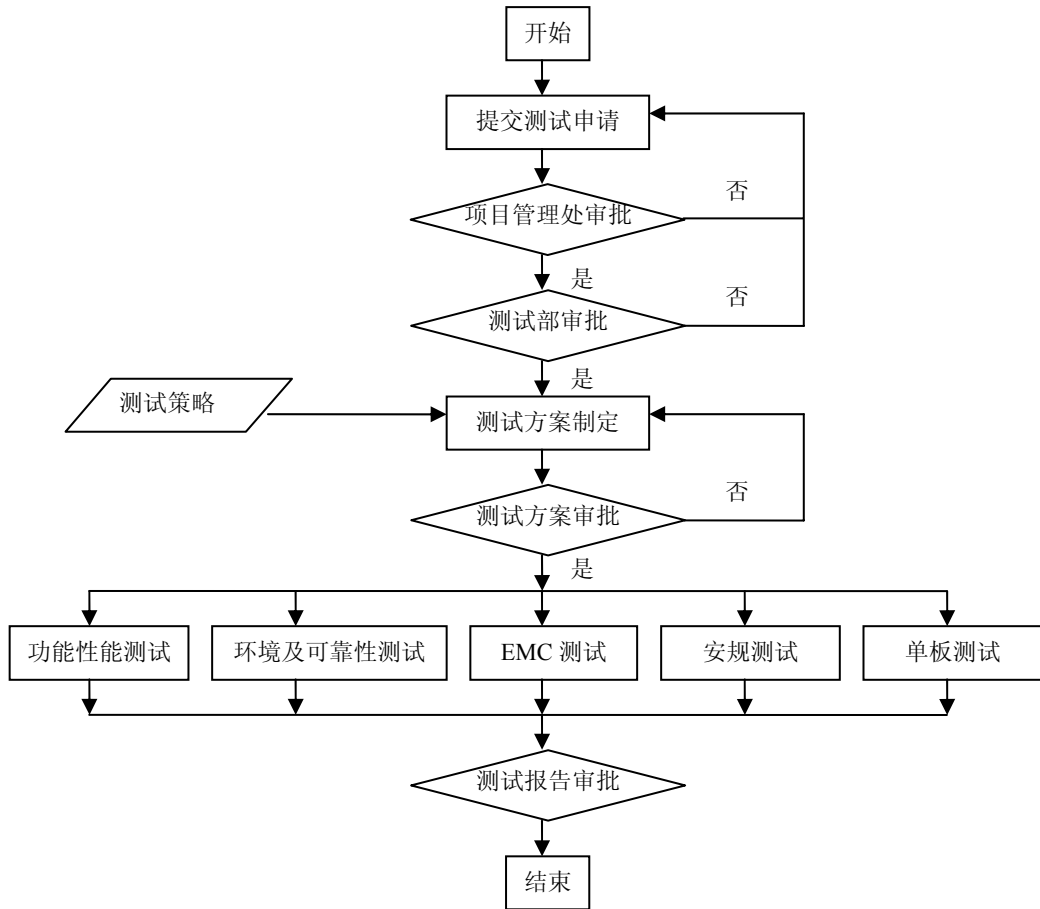 开始
提交测试申请
否
项目管理处审批
是
否
测试部审批
是
测试策略
测试方案制定
否
测试方案审批
是
功能性能测试
环境及可靠性测试
EMC 测试
安规测试
单板测试
测试报告审批
结束